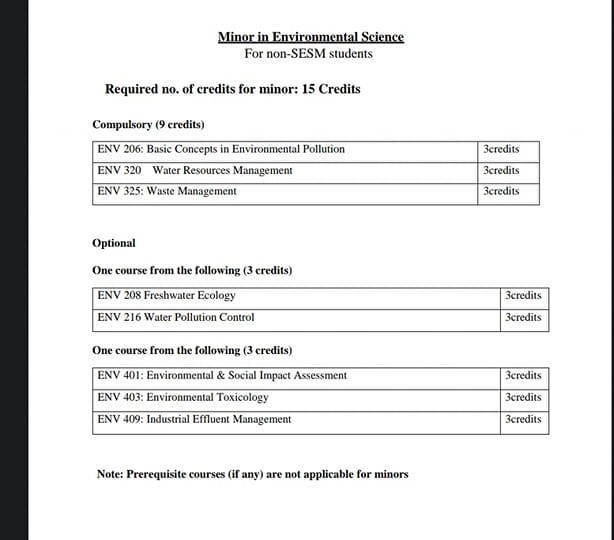 Minor in Environmental Science
For non-SESM students
Required no. of credits for minor: 15 Credits
Compulsory (9 credits)
ENV 206: Basic Concepts in Environmental Pollution 3credits
ENV 320 Water Resources Management 3credits
ENV 325: Waste Management 3credits
Optional
One course from the following (3 credits)
ENV 208 Freshwater Ecology 3credits
ENV 216 Water Pollution Control 3credits
One course from the following (3 credits)
ENV 401: Environmental & Social Impact Assessment 3credits
ENV 403: Environmental Toxicology 3credits
ENV 409: Industrial Effluent Management 3credits
Note: Prerequisite courses (if any) are not applicable for minors